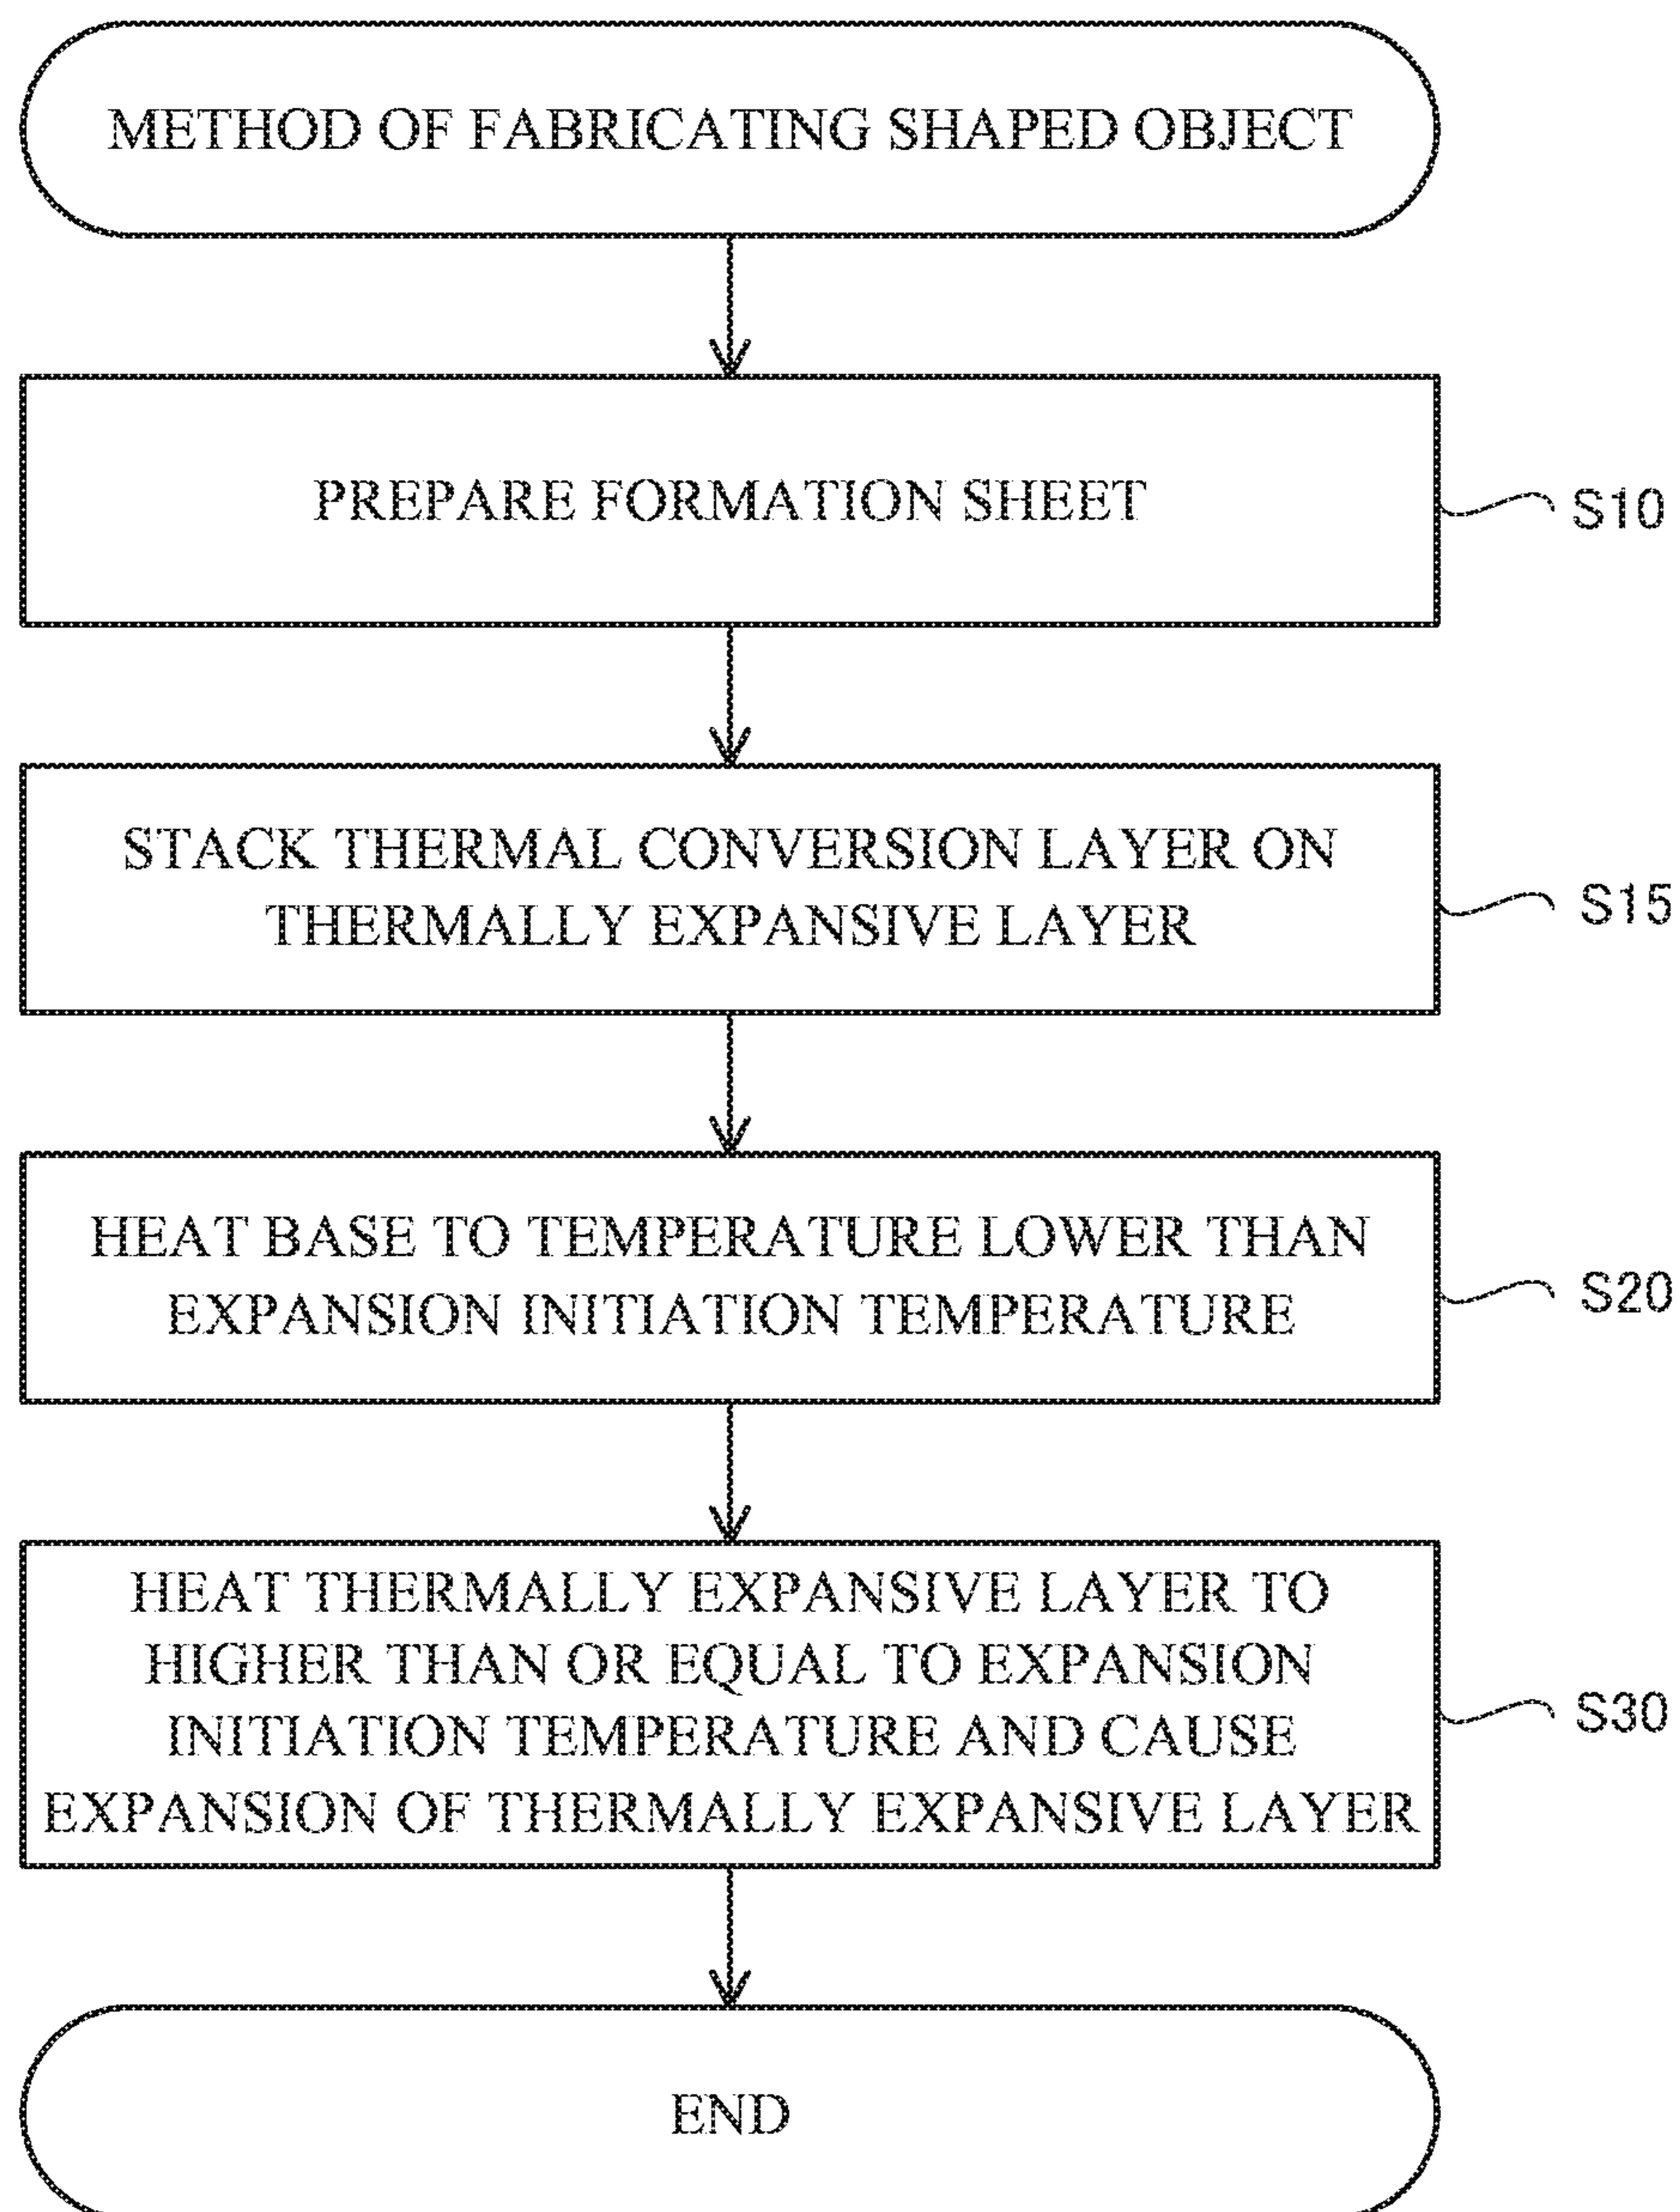 METHOD OF FABRICATING SHAPED OBJECT
PREPARE FORMATION SHEET
S10
STACK THERMAL CONVERSION LAYER ON
THERMALLY EXPANSIVE LAYER
S15
HEAT BASE TO TEMPERATURE LOWER THAN
EXPANSION INITIATION TEMPERATURE
S20
HEAT THERMALLY EXPANSIVE LAYER TO
HIGHER THAN OR EQUAL TO EXPANSION
INITIATION TEMPERATURE AND CAUSE
EXPANSION OF THERMALLY EXPANSIVE LAYER
S30
END